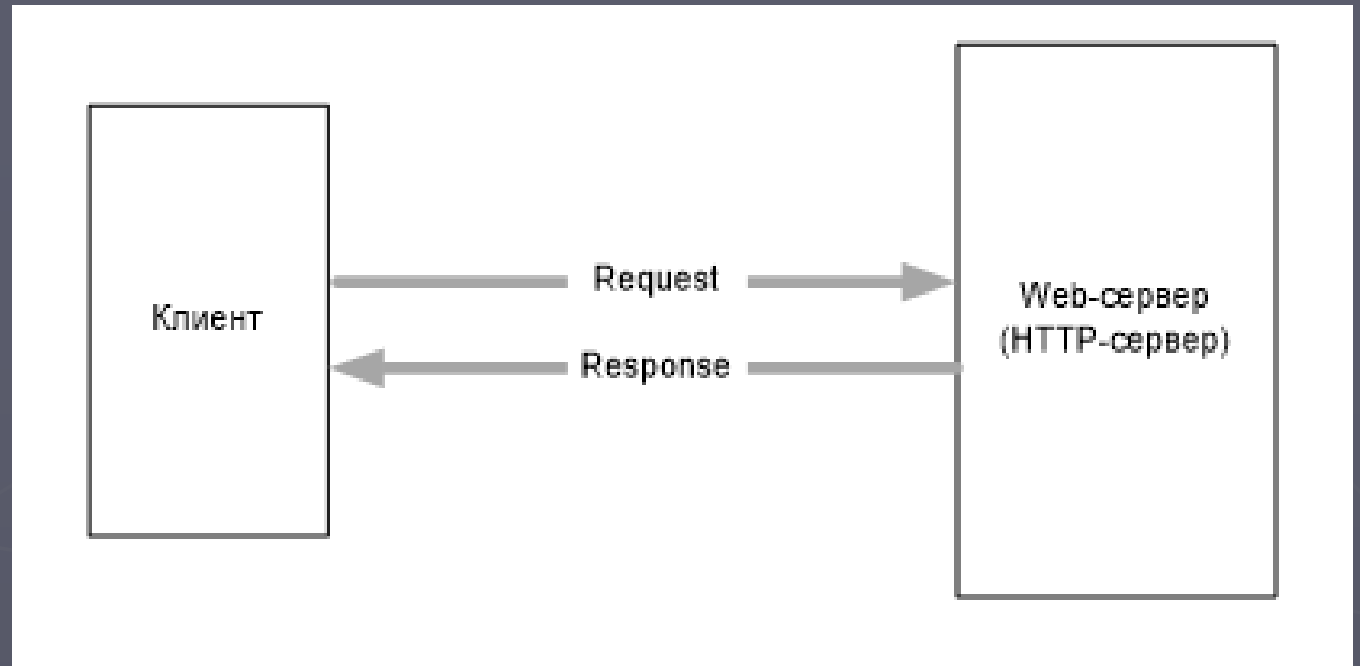 Клиент
Request
Response
Web-сервер
(HTTP-сервер)